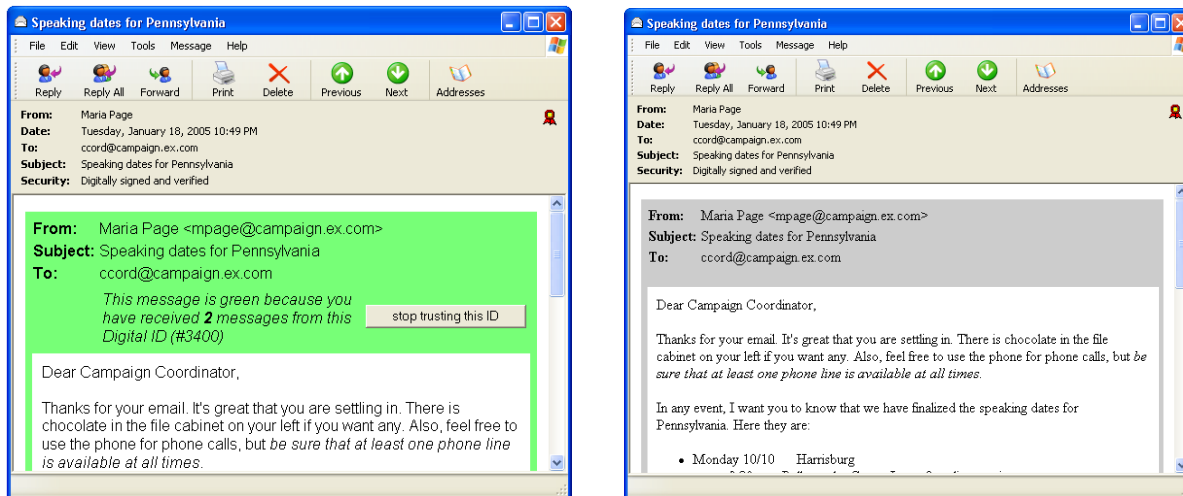 Speaking dates for Pennsylvania
File Edit View Tools Message Help
Reply Reply All Forward Print Delete Previous Next Addresses
From: Maria Page
Date: Tuesday, January 18, 2005 10:49 PM
To: ccord@campaign.ex.com
Subject: Speaking dates for Pennsylvania
Security: Digitally signed and verified
From: Maria Page <mpage@campaign.ex.com>
Subject: Speaking dates for Pennsylvania
To: ccord@campaign.ex.com
This message is green because you
have received 2 messages from this
Digital ID (#3400)
stop trusting this ID
Dear Campaign Coordinator,
Thanks for your email. It's great that you are settling in. There is
chocolate in the file cabinet on your left if you want any. Also, feel free to
use the phone for phone calls, but be sure that at least one phone line
is available at all times.
Speaking dates for Pennsylvania
File Edit View Tools Message Help
Reply Reply All Forward Print Delete Previous Next Addresses
From: Maria Page
Date: Tuesday, January 18, 2005 10:49 PM
To: ccord@campaign.ex.com
Subject: Speaking dates for Pennsylvania
Security: Digitally signed and verified
From: Maria Page <mpage@campaign.ex.com>
Subject: Speaking dates for Pennsylvania
To: ccord@campaign.ex.com
Dear Campaign Coordinator,
Thanks for your email. It's great that you are settling in. There is chocolate in the file
cabinet on your left if you want any. Also, feel free to use the phone for phone calls, but be
sure that at least one phone line is available at all times.
In any event, I want you to know that we have finalized the speaking dates for
Pennsylvania. Here they are:
• Monday 10/10 Harrisburg